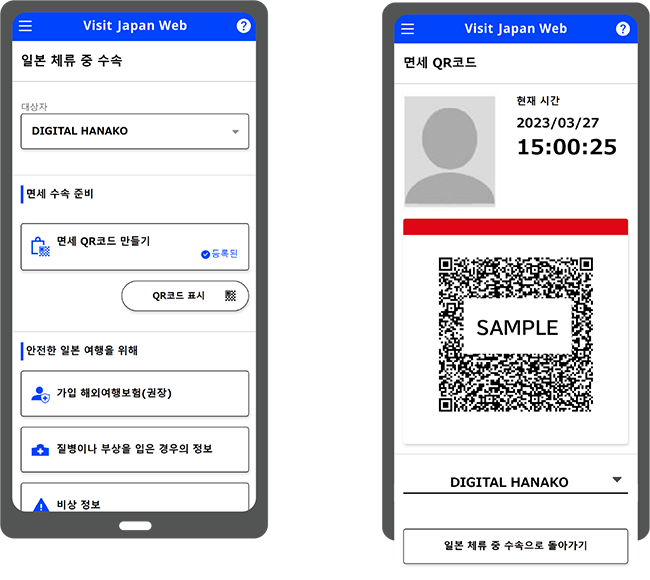 Visit Japan Web
일본 체류 중 수속
대상자
DIGITAL HANAKO
면세 수속 준비
면세 QR코드 만들기
등록된
QR코드 표시
안전한 일본 여행을 위해
가입 해외여행보험(권장)
질병이나 부상을 입은 경우의 정보
비상 정보
Visit Japan Web
면세 QR코드
현재 시간
2023/03/27
15:00:25
SAMPLE
DIGITAL HANAKO
일본 체류 중 수속으로 돌아가기